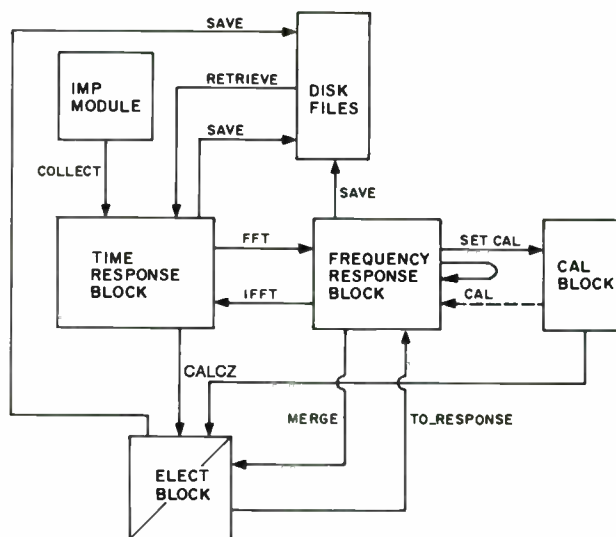 SAVE
RETRIEVE
SAVE
IMP
MODULE
DISK
FILES
COLLECT
SAVE
TIME
RESPONSE
BLOCK
FFT
IFFT
FREQUENCY
RESPONSE
BLOCK
SET CAL
CAL
CAL
BLOCK
CALCZ
MERGE
TO_RESPONSE
ELECT
BLOCK